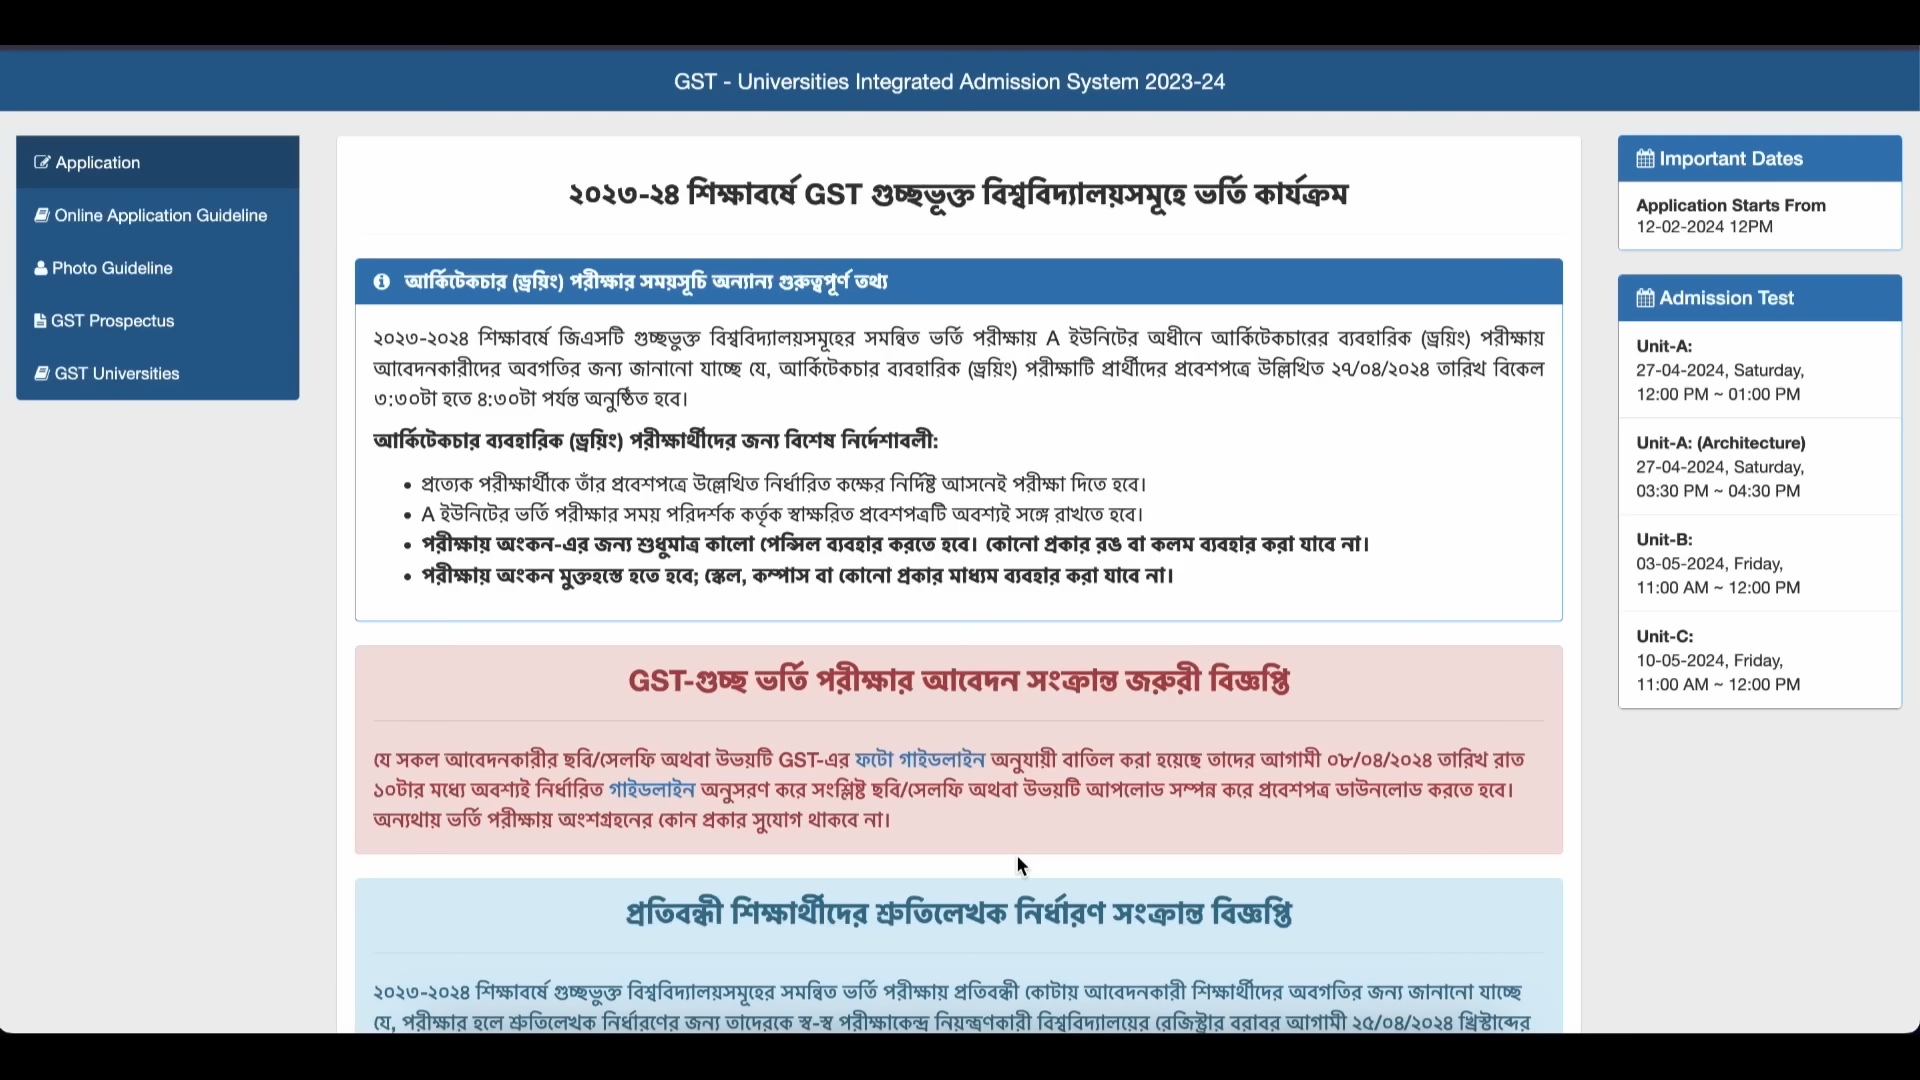 GST - Universities Integrated Admission System 2023-24
Application
Online Application Guideline
Photo Guideline
GST Prospectus
GST Universities
২০২৩-২৪ শিক্ষাবর্ষে GST গুচ্ছভূক্ত বিশ্ববিদ্যালয়সমূহে ভর্তি কার্যক্রম
আর্কিটেকচার (ড্রয়িং) পরীক্ষার সময়সূচি অন্যান্য গুরুত্বপূর্ণ তথ্য
২০২৩-২০২৪ শিক্ষাবর্ষে জিএসটি গুচ্ছভুক্ত বিশ্ববিদ্যালয়সমূহের সমন্বিত ভর্তি পরীক্ষায় A ইউনিটের অধীনে আর্কিটেকচারের ব্যবহারিক (ড্রয়িং) পরীক্ষায়
আবেদনকারীদের অবগতির জন্য জানানো যাচ্ছে যে, আর্কিটেকচার ব্যবহারিক (ড্রয়িং) পরীক্ষাটি প্রার্থীদের প্রবেশপত্রে উল্লিখিত ২৭/০৪/২০২৪ তারিখ বিকেল
৩:৩০টা হতে ৪:৩০টা পর্যন্ত অনুষ্ঠিত হবে।
আর্কিটেকচার ব্যবহারিক (ড্রয়িং) পরীক্ষার্থীদের জন্য বিশেষ নির্দেশাবলী:
• প্রত্যেক পরীক্ষার্থীকে তাঁর প্রবেশপত্রে উল্লেখিত নির্ধারিত কক্ষের নির্দিষ্ট আসনেই পরীক্ষা দিতে হবে।
• A ইউনিটের ভর্তি পরীক্ষার সময় পরিদর্শক কর্তৃক স্বাক্ষরিত প্রবেশপত্রটি অবশ্যই সঙ্গে রাখতে হবে।
• পরীক্ষায় অংকন-এর জন্য শুধুমাত্র কালো পেন্সিল ব্যবহার করতে হবে। কোনো প্রকার রঙ বা কলম ব্যবহার করা যাবে না।
• পরীক্ষায় অংকন মুক্তহস্তে হতে হবে; স্কেল, কম্পাস বা কোনো প্রকার মাধ্যম ব্যবহার করা যাবে না।
GST-গুচ্ছ ভর্তি পরীক্ষার আবেদন সংক্রান্ত জরুরী বিজ্ঞপ্তি
যে সকল আবেদনকারীর ছবি/সেলফি অথবা উভয়টি GST-এর ফটো গাইডলাইন অনুযায়ী বাতিল করা হয়েছে তাদের আগামী ০৮/০৪/২০২৪ তারিখ রাত
১০টার মধ্যে অবশ্যই নির্ধারিত গাইডলাইন অনুসরণ করে সংশ্লিষ্ট ছবি/সেলফি অথবা উভয়টি আপলোড সম্পন্ন করে প্রবেশপত্র ডাউনলোড করতে হবে।
অন্যথায় ভর্তি পরীক্ষায় অংশগ্রহনের কোন প্রকার সুযোগ থাকবে না।
প্রতিবন্ধী শিক্ষার্থীদের শ্রুতিলেখক নির্ধারণ সংক্রান্ত বিজ্ঞপ্তি
২০২৩-২০২৪ শিক্ষাবর্ষে গুচ্ছভুক্ত বিশ্ববিদ্যালয়সমূহের সমন্বিত ভর্তি পরীক্ষায় প্রতিবন্ধী কোটায় আবেদনকারী শিক্ষার্থীদের অবগতির জন্য জানানো যাচ্ছে
যে, পরীক্ষার হলে শ্রুতিলেখক নির্ধারণের জন্য তাদেরকে স্ব-স্ব পরীক্ষাকেন্দ্র নিয়ন্ত্রণকারী বিশ্ববিদ্যালয়ের রেজিস্ট্রার বরাবর আগামী ২৫/০৪/২০২৪ খ্রিস্টাব্দের
Important Dates
Application Starts From
12-02-2024 12PM
Admission Test
Unit-A:
27-04-2024, Saturday,
12:00 PM ~ 01:00 PM
Unit-A: (Architecture)
27-04-2024, Saturday,
03:30 PM ~ 04:30 PM
Unit-B:
03-05-2024, Friday,
11:00 AM ~ 12:00 PM
Unit-C:
10-05-2024, Friday,
11:00 AM ~ 12:00 PM